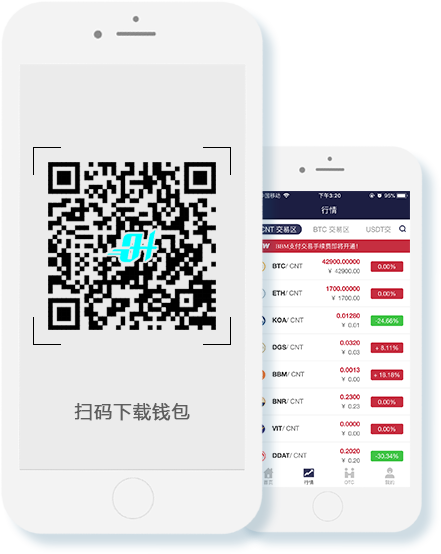 扫码下载钱包
中国移动 下午3:20 95%
行情
CNT 交易区 BTC 交易区 USDT交
BBM支付交易手续费即将开通!
BTC/ CNT 42900.00000 0.00%
¥ 42900.00
ETH/ CNT 1700.00000 0.00%
¥ 1700.00
KOA/ CNT 0.01280 -24.66%
¥ 0.01
DGS/ CNT 0.0320 + 8.11%
¥ 0.03
BBM/ CNT 0.0013 + 18.18%
¥ 0.00
BNR/ CNT 0.2300 0.00%
¥ 0.23
VIT/ CNT 0.0000 0.00%
¥ 0.00
DDAT/ CNT 0.2020 -30.34%
¥ 0.20
首页 行情 OTC 我的